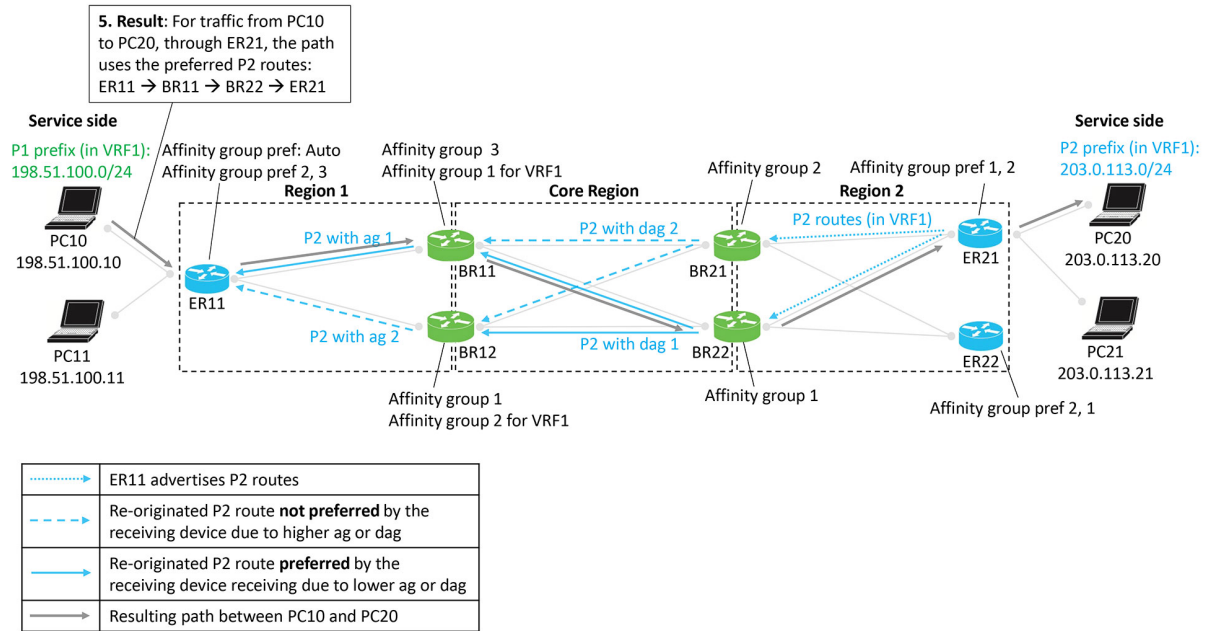 5. Result: For traffic from PC10
to PC20, through ER21, the path
uses the preferred P2 routes:
ER11 → BR11 → BR22 → ER21
Service side
P1 prefix (in VRF1):
198.51.100.0/24
PC10
198.51.100.10
PC11
198.51.100.11
Affinity group pref: Auto
Affinity group pref 2, 3
Region 1
ER11
P2 with ag 1
P2 with ag 2
Affinity group 3
Affinity group 1 for VRF1
BR11
BR12
Affinity group 1
Affinity group 2 for VRF1
Core Region
P2 with dag 2
P2 with dag 1
Affinity group 2
BR21
BR22
Affinity group 1
Region 2
P2 routes (in VRF1)
Affinity group pref 1, 2
ER21
ER22
Affinity group pref 2, 1
Service side
P2 prefix (in VRF1):
203.0.113.0/24
PC20
203.0.113.20
PC21
203.0.113.21
ER11 advertises P2 routes
Re-originated P2 route not preferred by the
receiving device due to higher ag or dag
Re-originated P2 route preferred by the
receiving device receiving due to lower ag or dag
Resulting path between PC10 and PC20